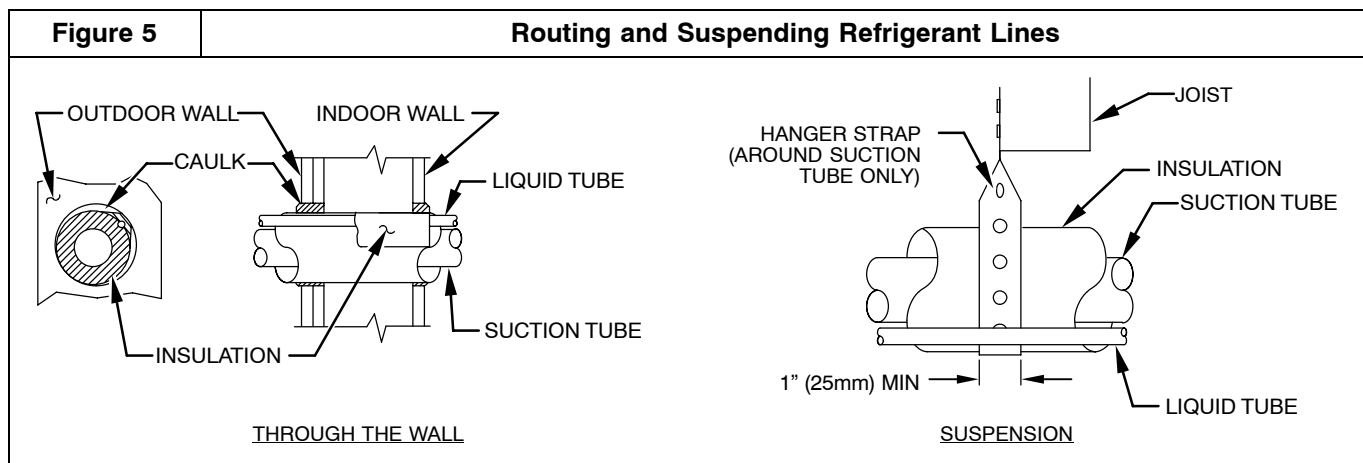 Figure 5
Routing and Suspending Refrigerant Lines
OUTDOOR WALL
INDOOR WALL
CAULK
LIQUID TUBE
SUCTION TUBE
INSULATION
THROUGH THE WALL
JOIST
HANGER STRAP
(AROUND SUCTION
TUBE ONLY)
INSULATION
SUCTION TUBE
1” (25mm) MIN
LIQUID TUBE
SUSPENSION